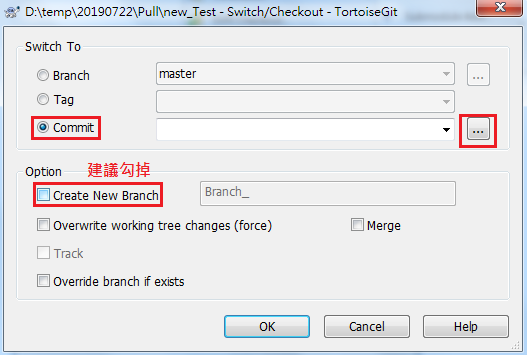 D:\temp\20190722\Pull\new_Test - Switch/Checkout - TortoiseGit
Switch To
Branch
master
...
Tag
Commit
...
Option
建議勾掉
Create New Branch
Branch_
Overwrite working tree changes (force)
Merge
Track
Override branch if exists
OK
Cancel
Help